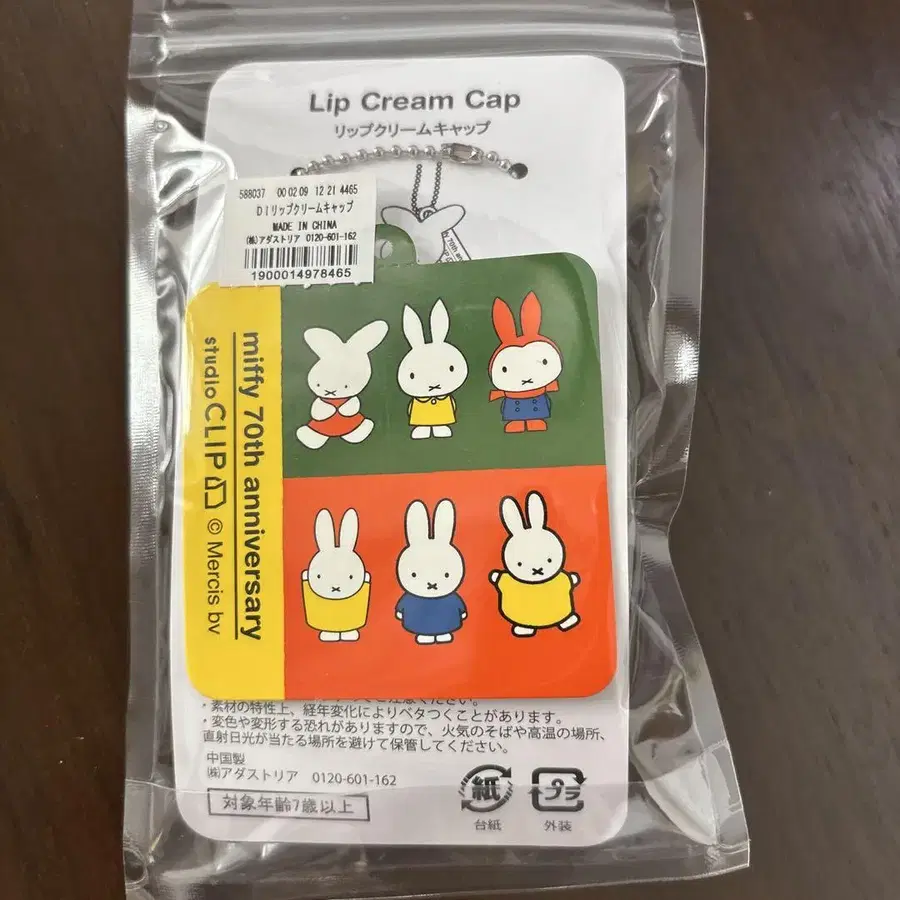 Lip Cream Cap
リップクリームキャップ
588037 00 02 09 12 21 4465
DIリップクリームキャップ
MADE IN CHINA
㈱アダストリア 0120-601-162
1900014978465
miffy 70th anniversary
studio CLIP © Mercis bv
・素材の特性上、経年変化によりベタつくことがあります。
・変色や変形する恐れがありますので、火気のそばや高温の場所、
直射日光が当たる場所を避けて保管してください。
中国製
㈱アダストリア 0120-601-162
対象年齢7歳以上
紙
台紙
プラ
外装